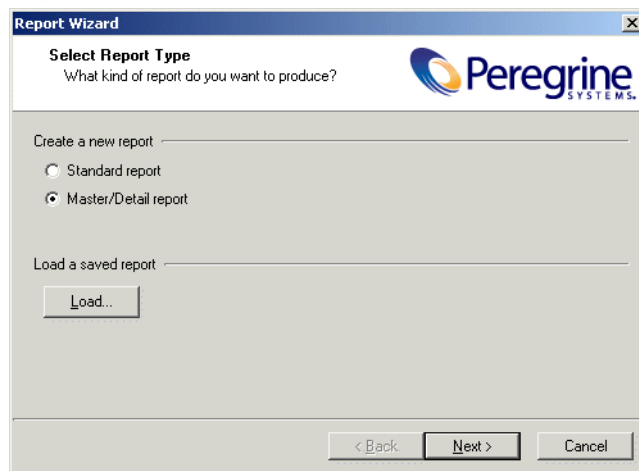 Report Wizard
Select Report Type
What kind of report do you want to produce?
Peregrine
SYSTEMS.
Create a new report
Standard report
Master/Detail report
Load a saved report
Load...
< Back
Next >
Cancel